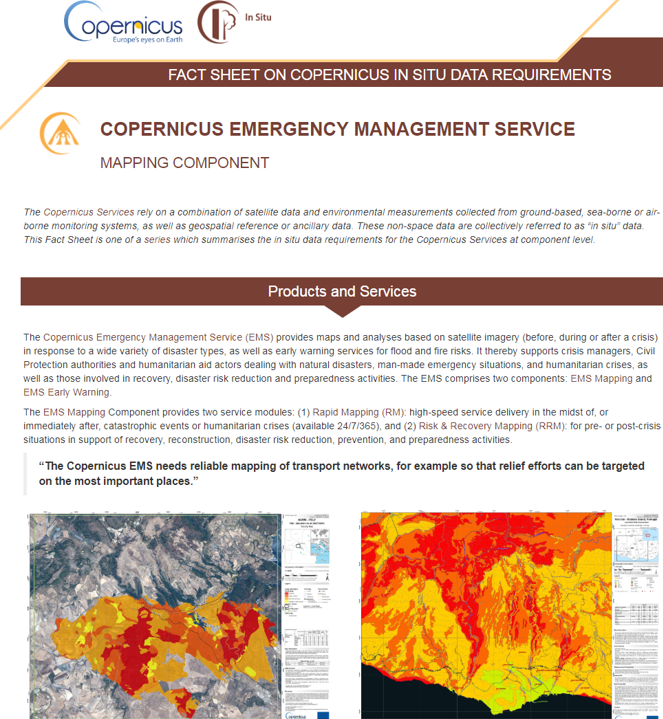 opernicus
Europe's eyes on Earth
In Situ
FACT SHEET ON COPERNICUS IN SITU DATA REQUIREMENTS
COPERNICUS EMERGENCY MANAGEMENT SERVICE
MAPPING COMPONENT
The Copernicus Services rely on a combination of satellite data and environmental measurements collected from ground-based, sea-borne or air-
borne monitoring systems, as well as geospatial reference or ancillary data. These non-space data are collectively referred to as “in situ” data.
This Fact Sheet is one of a series which summarises the in situ data requirements for the Copernicus Services at component level.
Products and Services
The Copernicus Emergency Management Service (EMS) provides maps and analyses based on satellite imagery (before, during or after a crisis)
in response to a wide variety of disaster types, as well as early warning services for flood and fire risks. It thereby supports crisis managers, Civil
Protection authorities and humanitarian aid actors dealing with natural disasters, man-made emergency situations, and humanitarian crises, as
well as those involved in recovery, disaster risk reduction and preparedness activities. The EMS comprises two components: EMS Mapping and
EMS Early Warning.
The EMS Mapping Component provides two service modules: (1) Rapid Mapping (RM): high-speed service delivery in the midst of, or
immediately after, catastrophic events or humanitarian crises (available 24/7/365), and (2) Risk & Recovery Mapping (RRM): for pre- or post-crisis
situations in support of recovery, reconstruction, disaster risk reduction, prevention, and preparedness activities.
“The Copernicus EMS needs reliable mapping of transport networks, for example so that relief efforts can be targeted
on the most important places.”